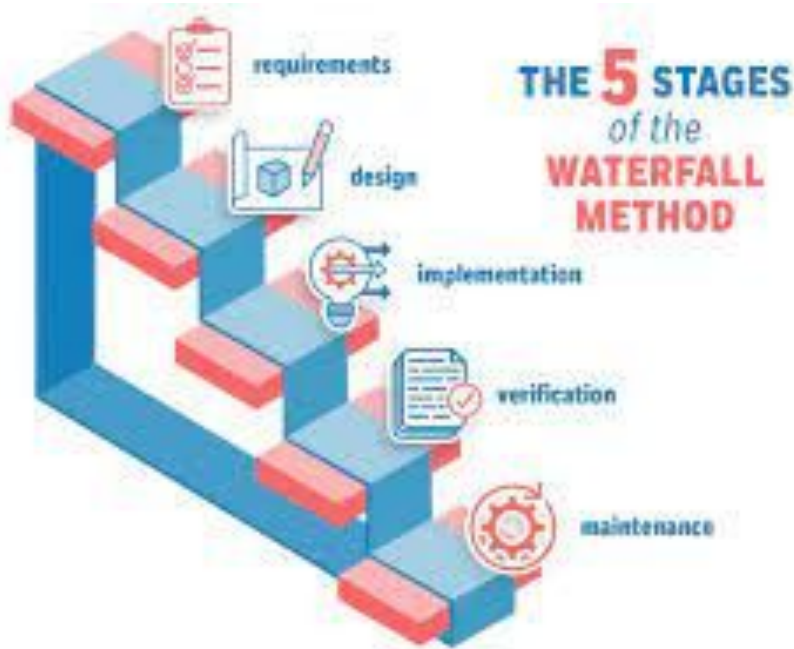 requirements
THE 5 STAGES
of the
WATERFALL
METHOD
design
implementation
verification
maintenance